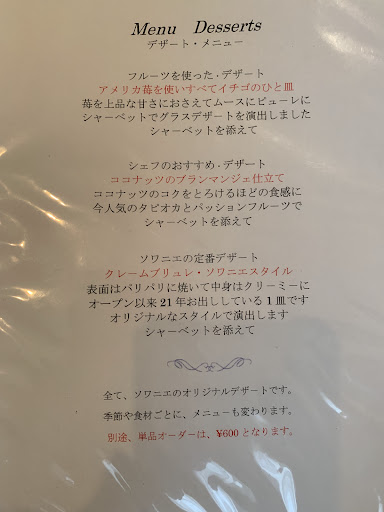 Menu Desserts
デザート・メニュー
フルーツを使った・デザート
アメリカ苺を使いすべてイチゴのひと皿
苺を上品な甘さにおさえてムースにピューレに
シャーベットでグラスデザートを演出しました
シャーベットを添えて
シェフのおすすめ・デザート
ココナッツのブランマンジェ仕立て
ココナッツのコクをとろけるほどの食感に
今人気のタピオカとパッションフルーツで
シャーベットを添えて
ソワニエの定番デザート
クレームブリュレ・ソワニエスタイル
表面はパリパリに焼いて中身はクリーミーに
オープン以来21年お出ししている1皿です
オリジナルなスタイルで演出します
シャーベットを添えて
全て、ソワニエのオリジナルデザートです。
季節や食材ごとに、メニューも変わります。
別途、単品オーダーは、¥600となります。